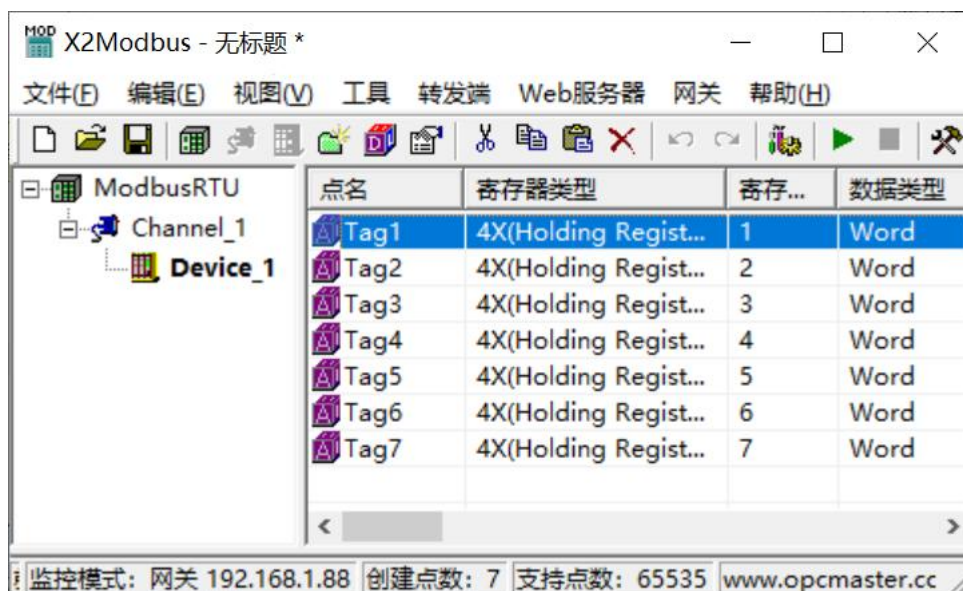 MOD
X2Modbus - 无标题 *
文件(F) 编辑(E) 视图(V) 工具 转发端 Web服务器 网关 帮助(H)
ModbusRTU
Channel_1
Device_1
点名 寄存器类型 寄存... 数据类型
Tag1 4X(Holding Regist... 1 Word
Tag2 4X(Holding Regist... 2 Word
Tag3 4X(Holding Regist... 3 Word
Tag4 4X(Holding Regist... 4 Word
Tag5 4X(Holding Regist... 5 Word
Tag6 4X(Holding Regist... 6 Word
Tag7 4X(Holding Regist... 7 Word
监控模式: 网关 192.168.1.88 创建点数: 7 支持点数: 65535 www.opcmaster.cc